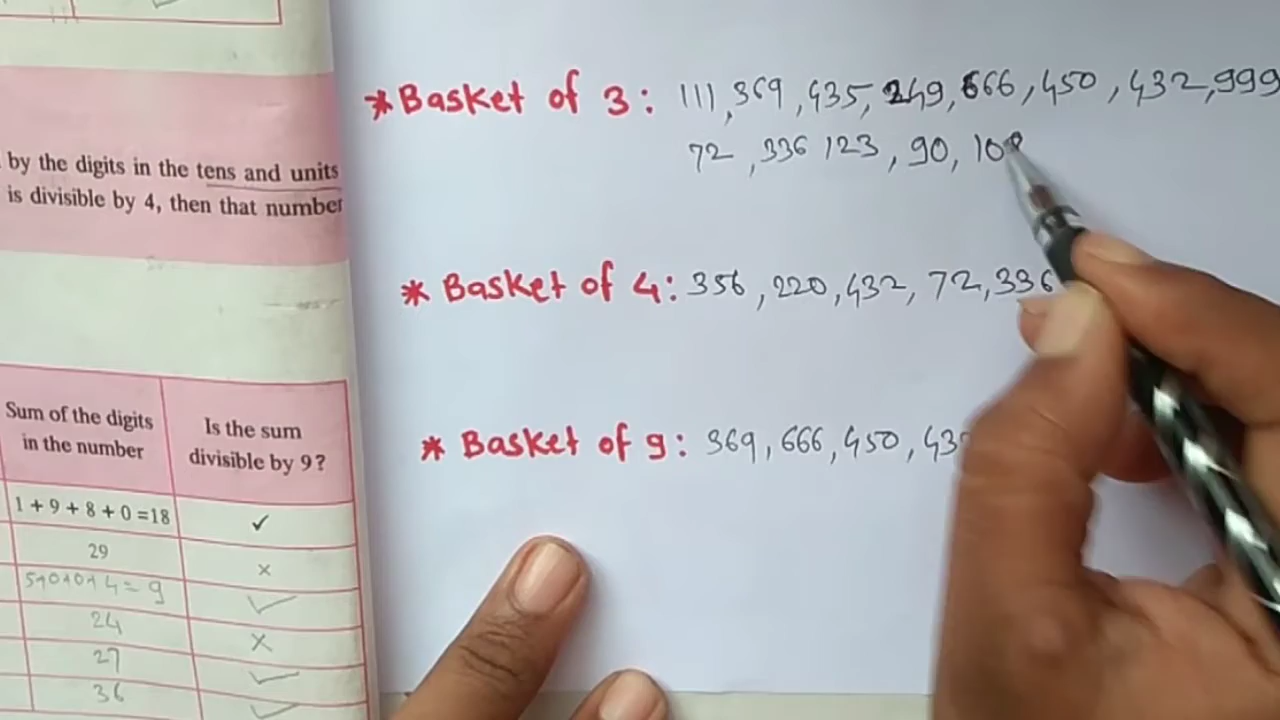 by the digits in the tens and units
is divisible by 4, then that number
Sum of the digits
in the number
Is the sum
divisible by 9?
1 + 9 + 8 + 0 =18 ✓
29 ×
5+0+0+4=9 ✓
24 ×
27 ✓
36 ✓
*Basket of 3: 111,369,435,249,666,450,432,999
72,336 123,90,108
*Basket of 4: 356,220,432,72,336
*Basket of 9: 369,666,450,432